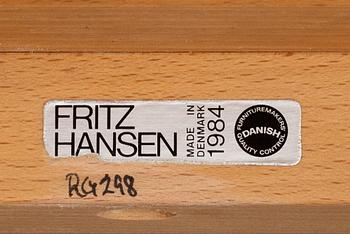 FRITZ
HANSEN
MADE IN
DENMARK
1984
FURNITUREMAKERS'
DANISH
QUALITY CONTROL
RG298